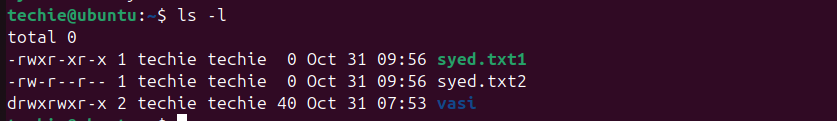 techie@ubuntu:~$ ls -l
total 0
-rwxr-xr-x 1 techie techie  0 Oct 31 09:56 syed.txt1
-rw-r--r-- 1 techie techie  0 Oct 31 09:56 syed.txt2
drwxrwxr-x 2 techie techie 40 Oct 31 07:53 vasi
techie@ubuntu:~$